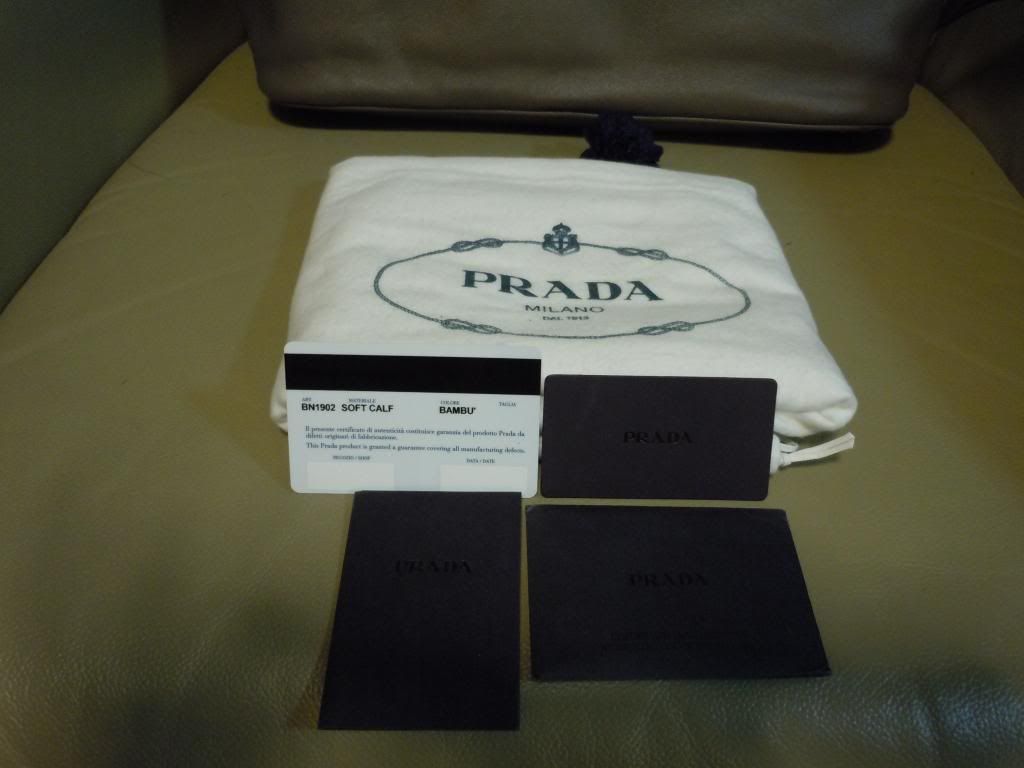 PRADA
MILANO
DAL 1913
ART. MATERIALE COLORE TAGLIA
BN1902 SOFT CALF BAMBU'
Il presente certificato di autenticità costituisce garanzia del prodotto Prada da
difetti originari di fabbricazione.
This Prada product is granted a guarantee covering all manufacturing defects.
NEGOZIO / SHOP DATA / DATE
PRADA
PRADA
PRADA